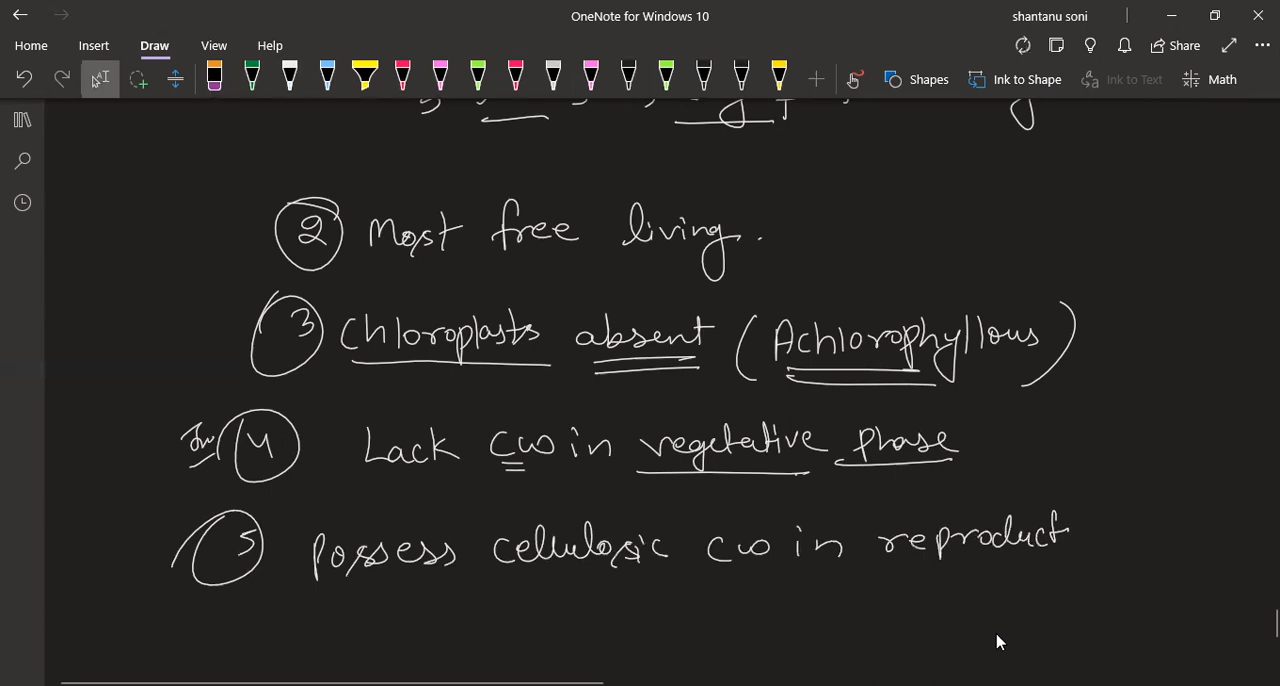 OneNote for Windows 10
shantanu soni
Home Insert Draw View Help
Share
Shapes Ink to Shape Ink to Text Math
2 Most free living.
3 Chloroplasts absent (Achlorophyllous)
4 Lack CW in vegetative phase
5 Possess cellulosic CW in reproduct